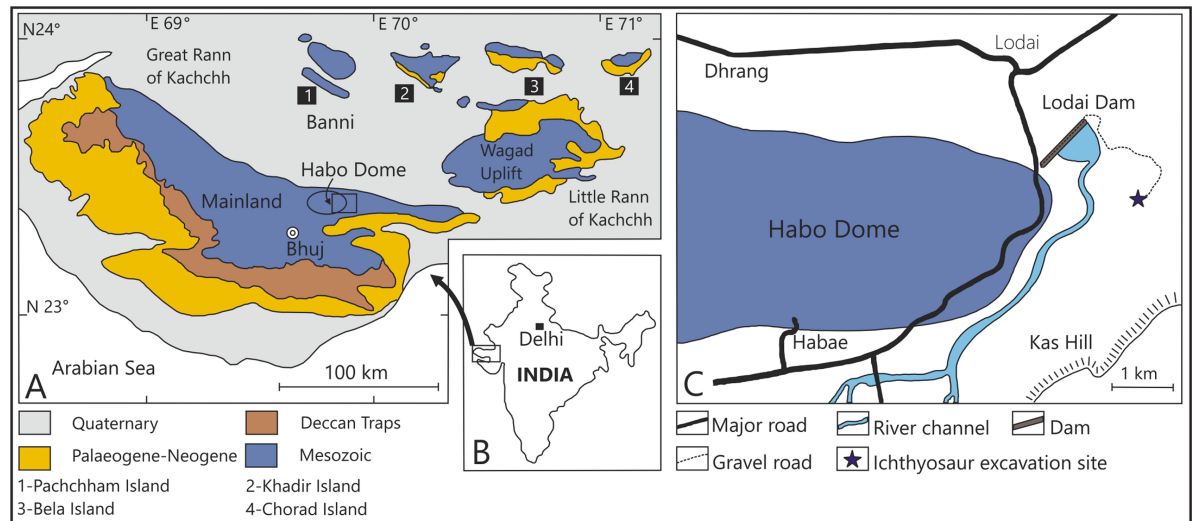 N24°
E 69°
E 70°
E 71°
Great Rann
of Kachchh
1
2
3
4
Banni
Wagad
Uplift
Habo Dome
Mainland
Little Rann
of Kachchh
Bhuj
N 23°
Arabian Sea
A
100 km
Delhi
INDIA
B
Lodai
Dhrang
Lodai Dam
Habo Dome
Habae
Kas Hill
C
1 km
Quaternary
Deccan Traps
Palaeogene-Neogene
Mesozoic
1-Pachchham Island
2-Khadir Island
3-Bela Island
4-Chorad Island
Major road
River channel
Dam
Gravel road
Ichthyosaur excavation site